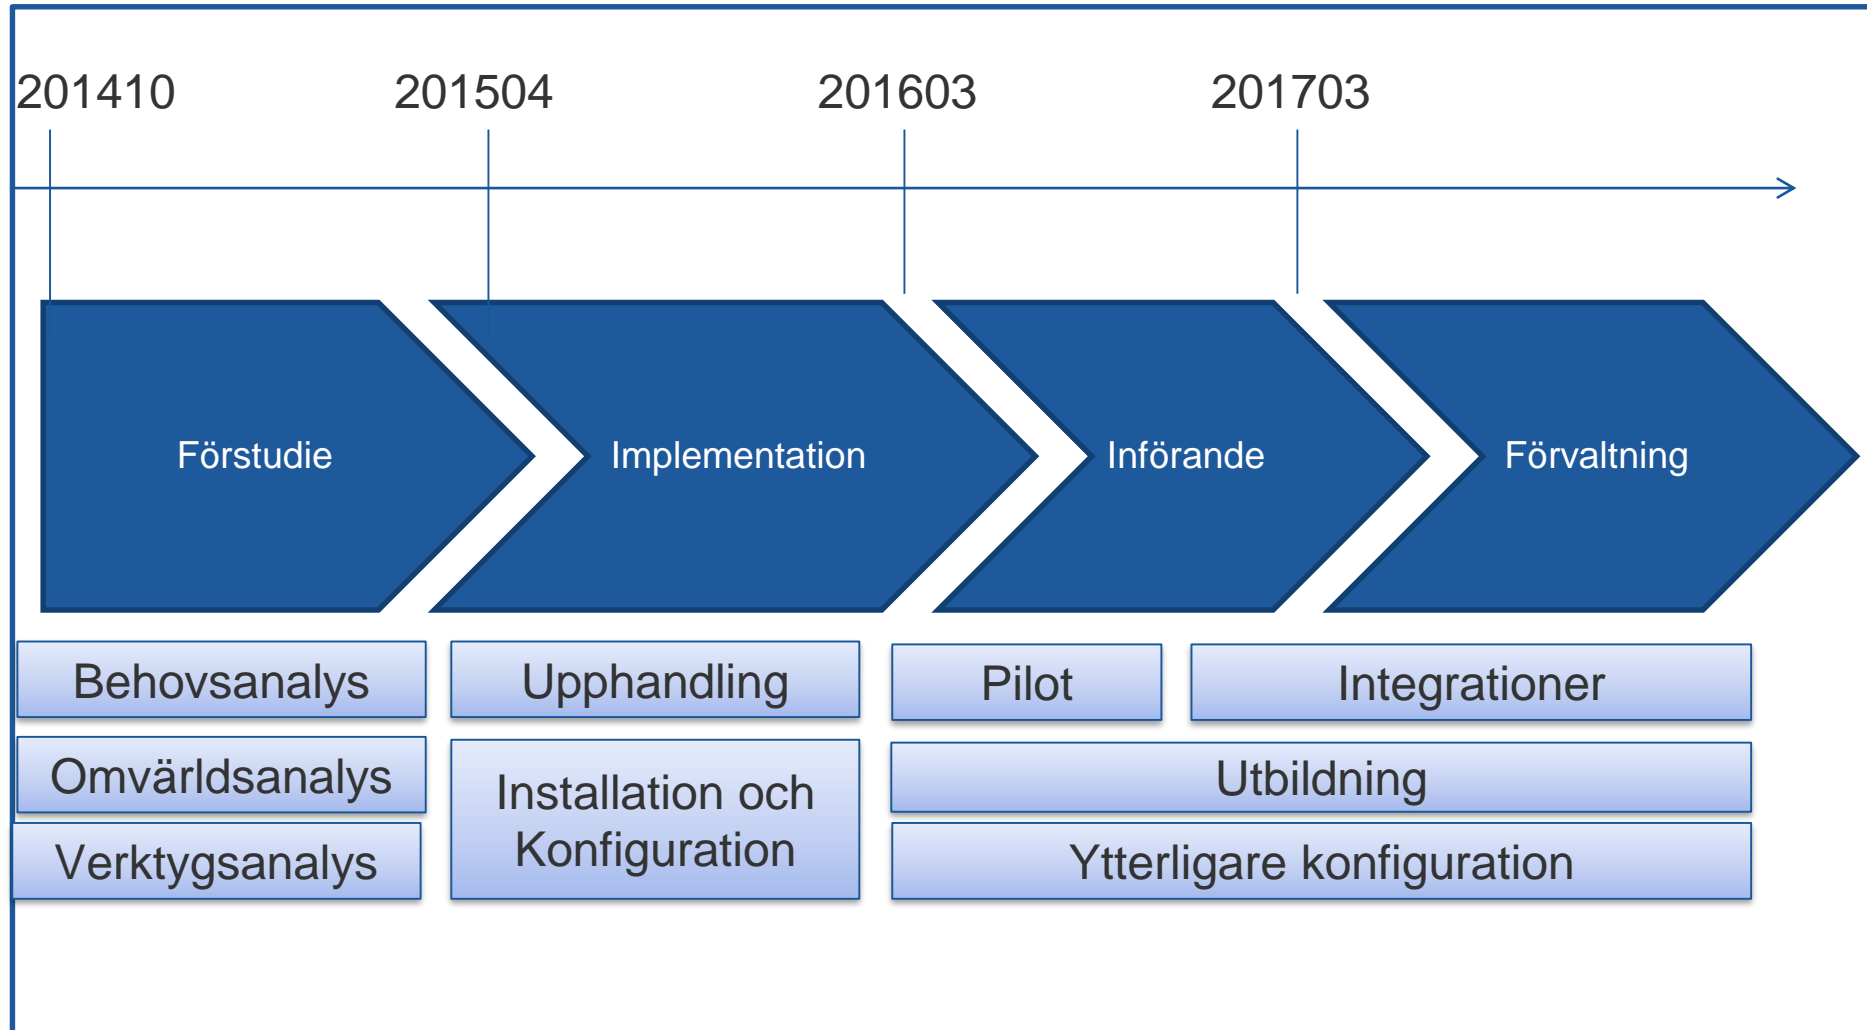 201410
201504
201603
201703
Förstudie
Implementation
Införande
Förvaltning
Behovsanalys
Upphandling
Pilot
Integrationer
Omvärldsanalys
Installation och
Konfiguration
Utbildning
Verktygsanalys
Ytterligare konfiguration